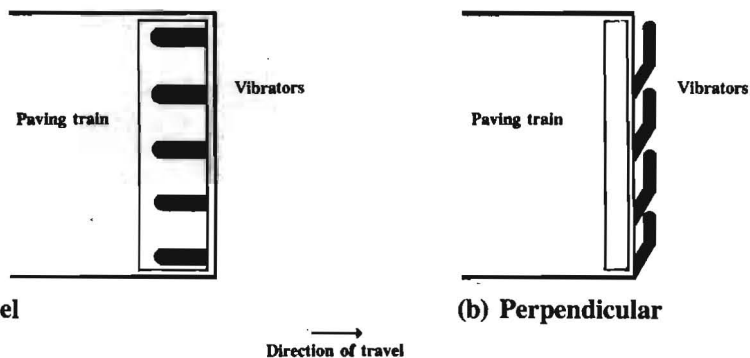 Vibrators
Paving train
Vibrators
Paving train
el
(b) Perpendicular
Direction of travel